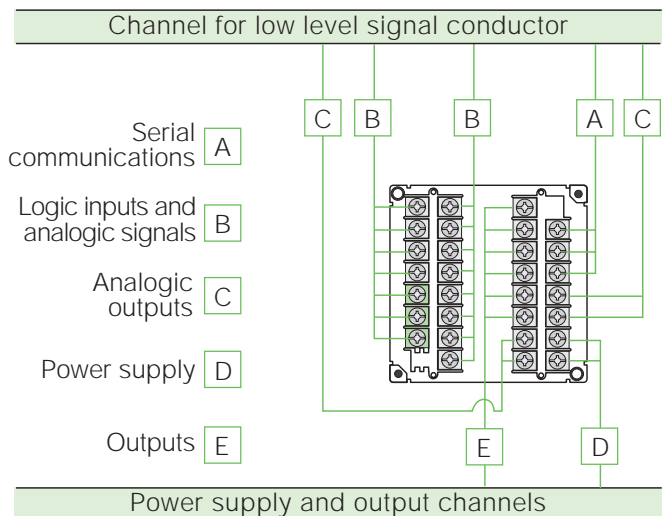 Channel for low level signal conductor
C B B A C
Serial
communications A
Logic inputs and
analogic signals B
Analogic
outputs C
Power supply D
Outputs E
E D
Power supply and output channels